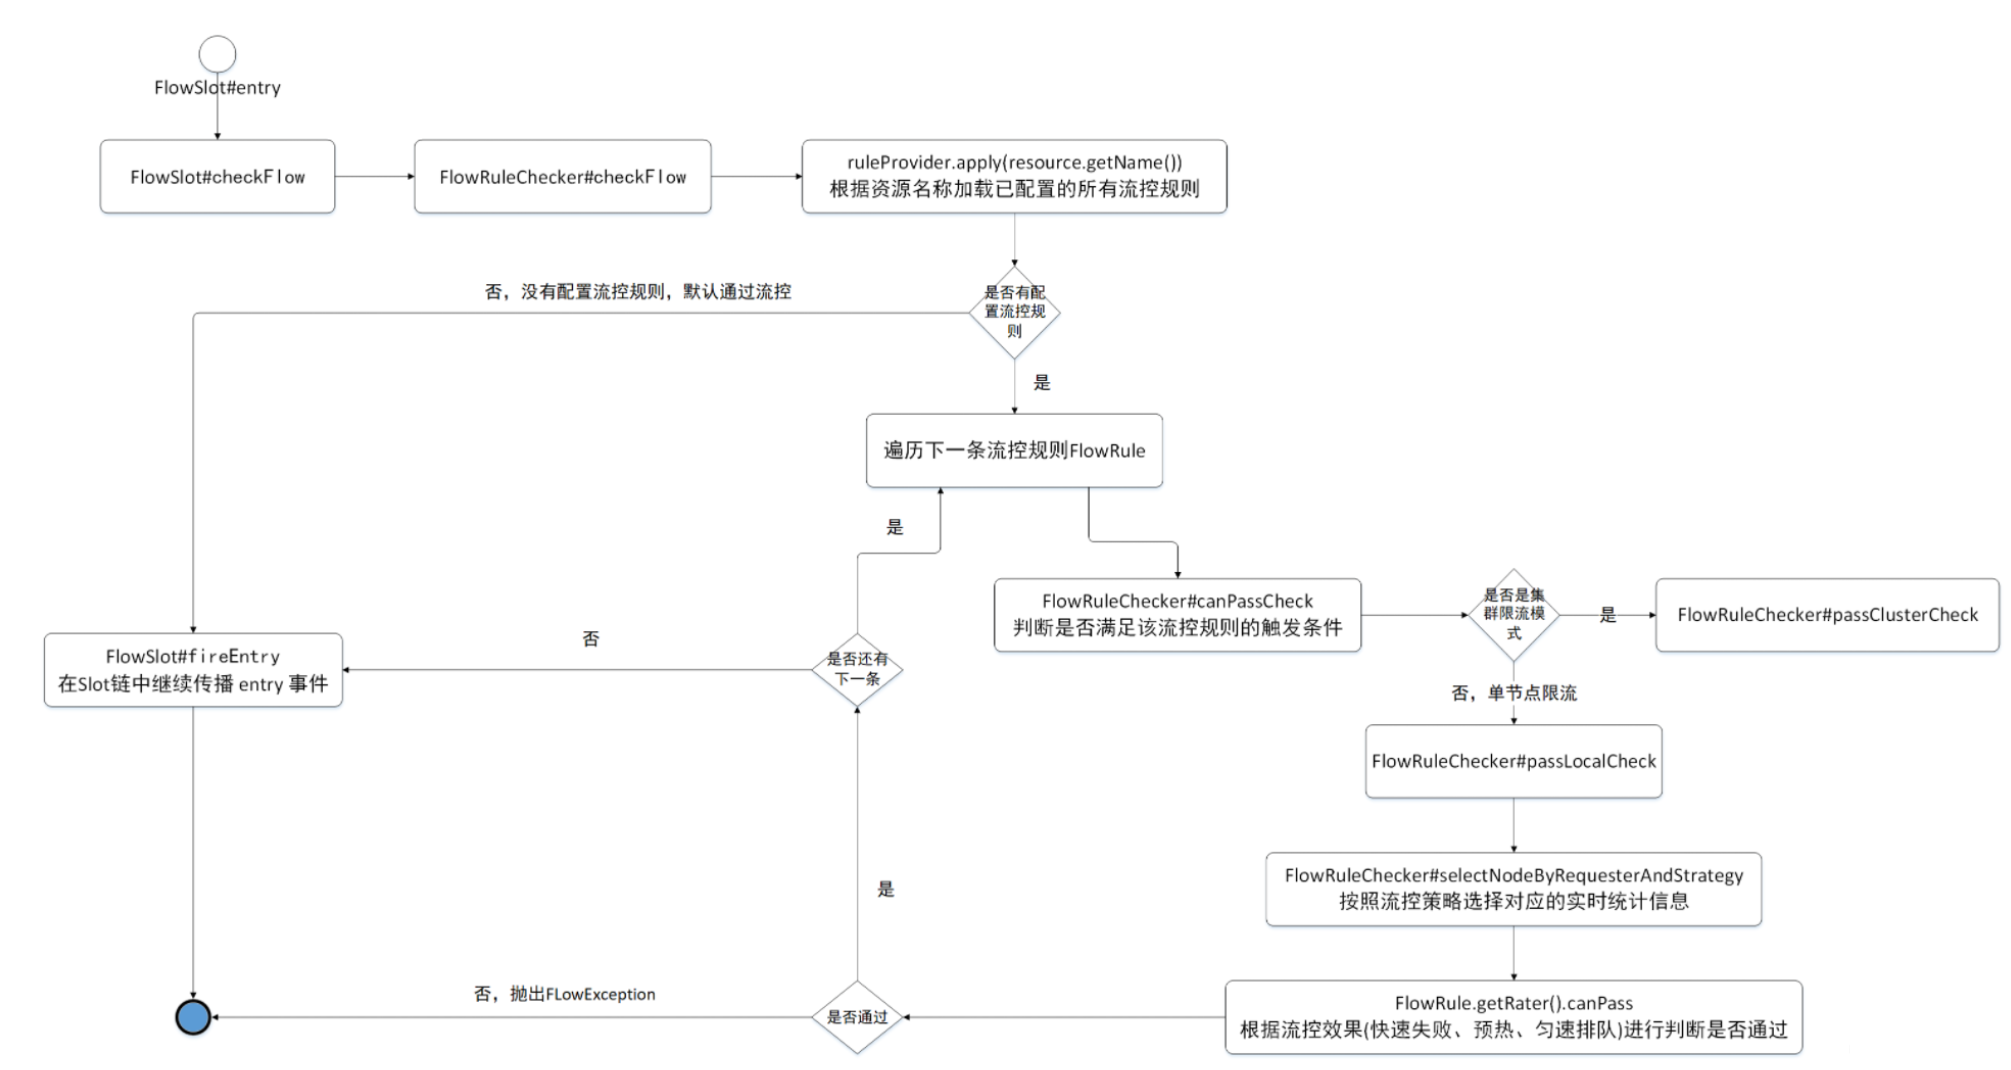 FlowSlot#entry
FlowSlot#checkFlow
FlowRuleChecker#checkFlow
ruleProvider.apply(resource.getName())
根据资源名称加载已配置的所有流控规则
否，没有配置流控规则，默认通过流控
是否有配
置流控规
则
是
遍历下一条流控规则FlowRule
是
FlowRuleChecker#canPassCheck
判断是否满足该流控规则的触发条件
是否是集
群限流模
式
是
FlowRuleChecker#passClusterCheck
否
是否还有
下一条
FlowSlot#fireEntry
在Slot链中继续传播 entry 事件
否，单节点限流
FlowRuleChecker#passLocalCheck
FlowRuleChecker#selectNodeByRequesterAndStrategy
按照流控策略选择对应的实时统计信息
是
否，抛出FLowException
是否通过
FlowRule.getRater().canPass
根据流控效果(快速失败、预热、匀速排队)进行判断是否通过